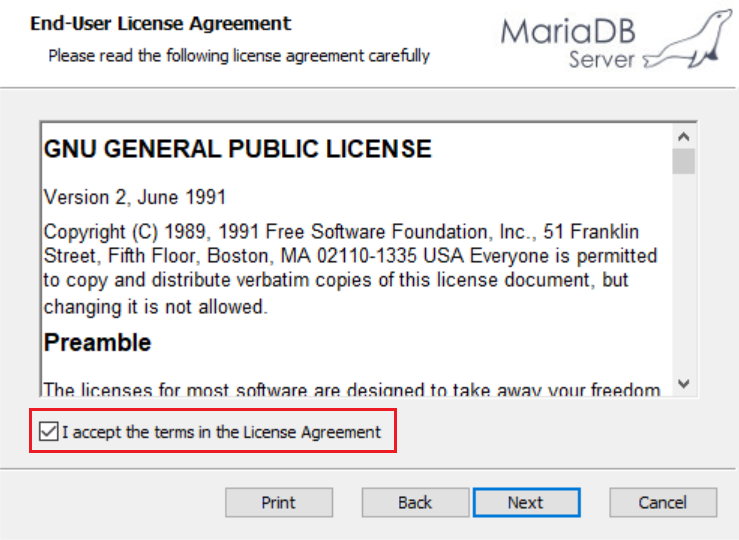 End-User License Agreement
Please read the following license agreement carefully
MariaDB
Server
GNU GENERAL PUBLIC LICENSE
Version 2, June 1991
Copyright (C) 1989, 1991 Free Software Foundation, Inc., 51 Franklin
Street, Fifth Floor, Boston, MA 02110-1335 USA Everyone is permitted
to copy and distribute verbatim copies of this license document, but
changing it is not allowed.
Preamble
The licenses for most software are designed to take away your freedom
I accept the terms in the License Agreement
Print
Back
Next
Cancel